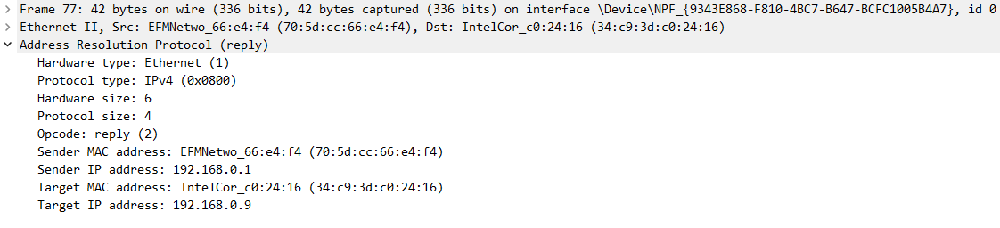 Frame 77: 42 bytes on wire (336 bits), 42 bytes captured (336 bits) on interface \Device\NPF_{9343E868-F810-4BC7-B647-BCFC1005B4A7}, id 0
Ethernet II, Src: EFMNetwo_66:e4:f4 (70:5d:cc:66:e4:f4), Dst: IntelCor_c0:24:16 (34:c9:3d:c0:24:16)
Address Resolution Protocol (reply)
Hardware type: Ethernet (1)
Protocol type: IPv4 (0x0800)
Hardware size: 6
Protocol size: 4
Opcode: reply (2)
Sender MAC address: EFMNetwo_66:e4:f4 (70:5d:cc:66:e4:f4)
Sender IP address: 192.168.0.1
Target MAC address: IntelCor_c0:24:16 (34:c9:3d:c0:24:16)
Target IP address: 192.168.0.9